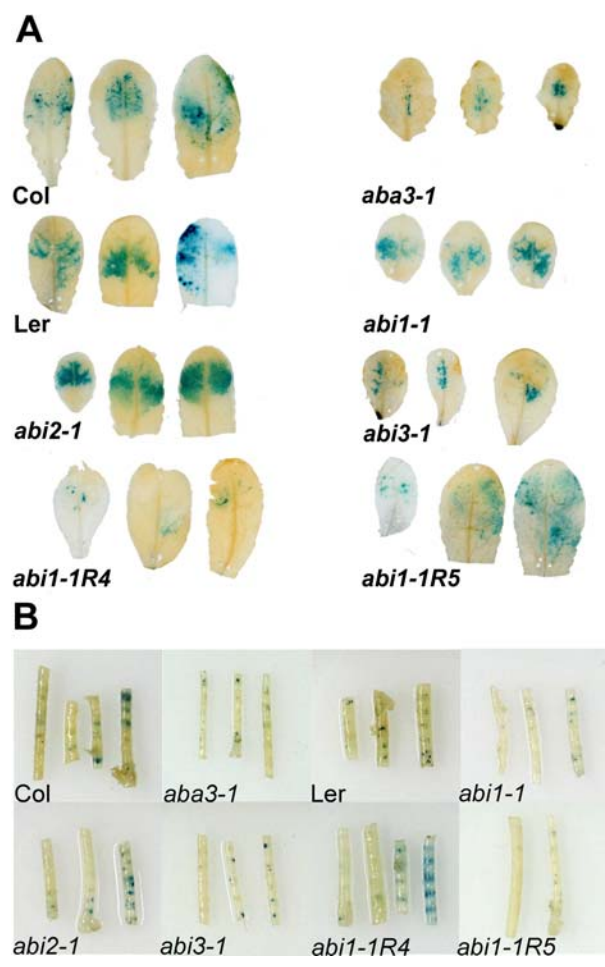 A
Col
aba3-1
Ler
abi1-1
abi2-1
abi3-1
abi1-1R4
abi1-1R5
B
Col
aba3-1
Ler
abi1-1
abi2-1
abi3-1
abi1-1R4
abi1-1R5